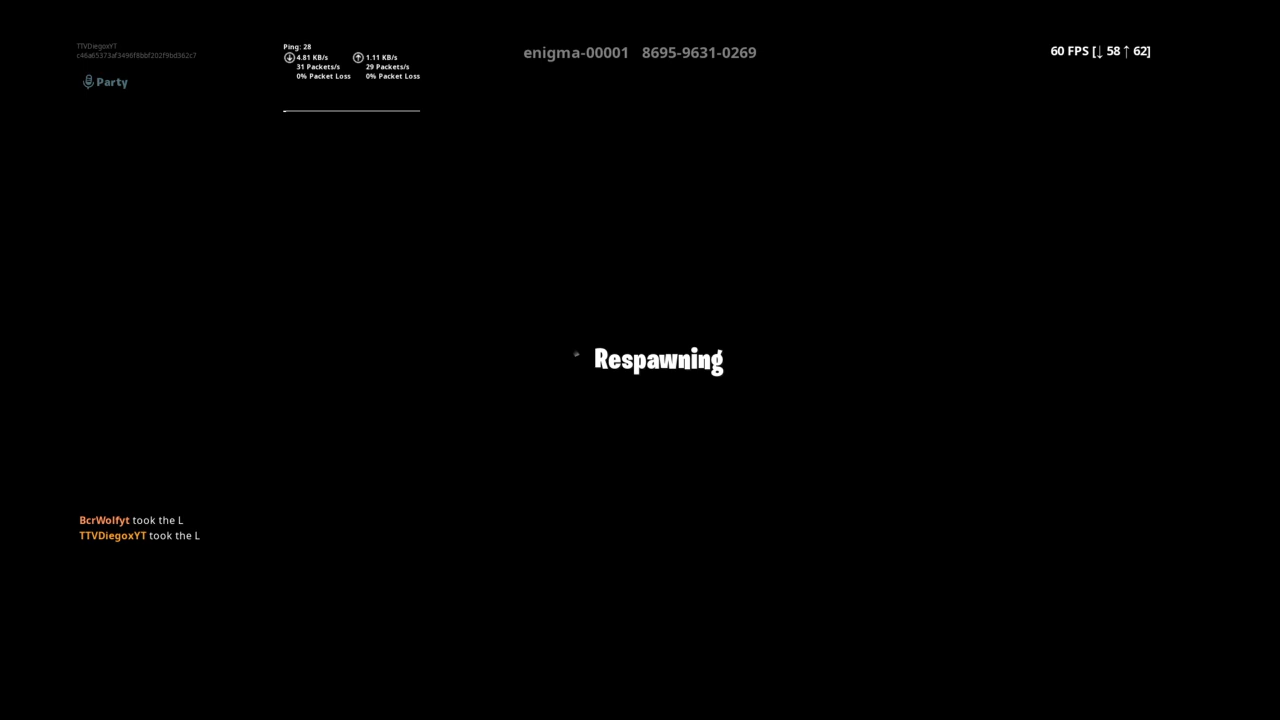 TTVDiegoxYT
Party
Ping: 28
4.81 KB/s 1.11 KB/s
31 Packets/s 29 Packets/s
0% Packet Loss 0% Packet Loss
enigma-00001 8695-9631-0269
60 FPS [↓ 58 ↑ 62]
Respawning
BcrWolfyt took the L
TTVDiegoxYT took the L